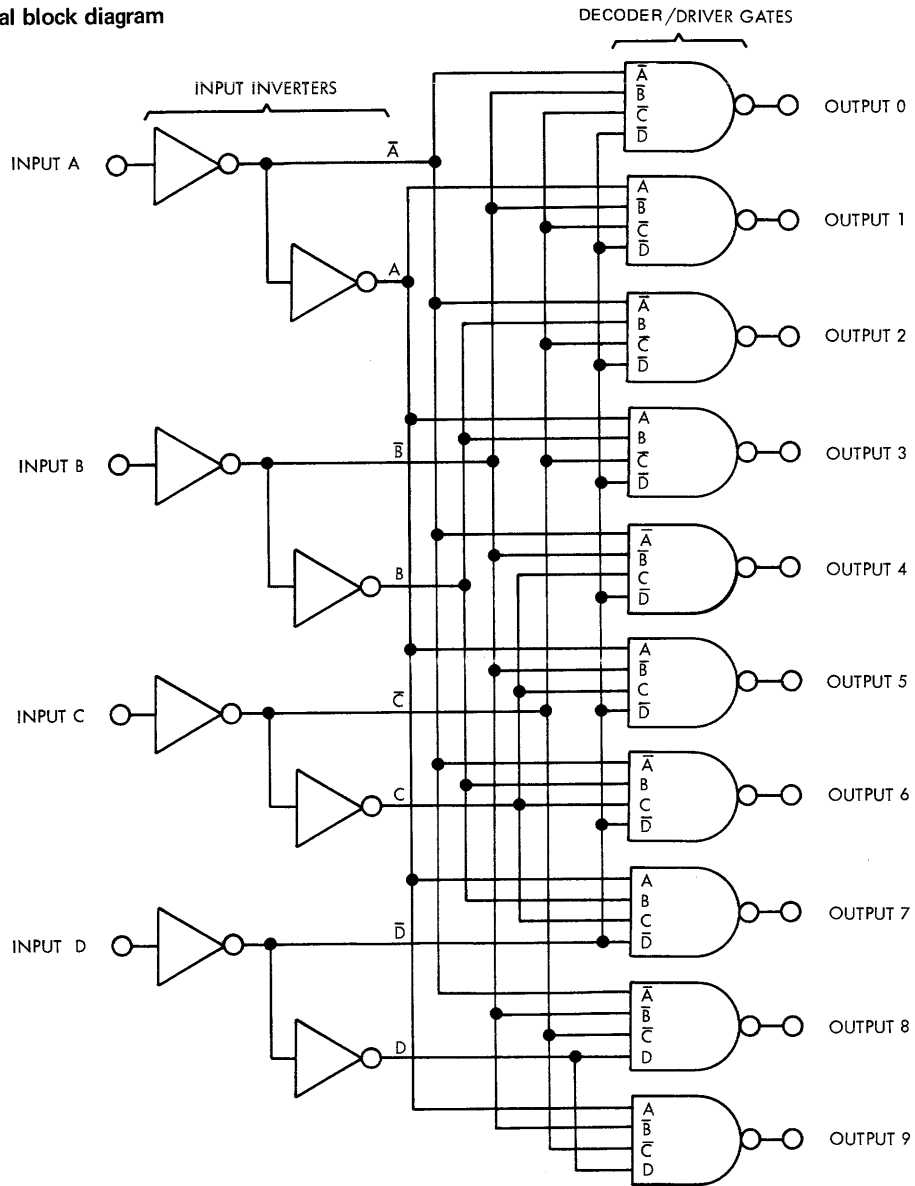 al block diagram
DECODER/DRIVER GATES
INPUT INVERTERS
INPUT A
A̅
A
INPUT B
B̅
B
INPUT C
C̅
C
INPUT D
D̅
D
A̅
B̅
C̅
D̅
OUTPUT 0
A
B̅
C̅
D̅
OUTPUT 1
A̅
B
C̅
D̅
OUTPUT 2
A
B
C̅
D̅
OUTPUT 3
A̅
B̅
C
D̅
OUTPUT 4
A
B̅
C
D̅
OUTPUT 5
A̅
B
C
D̅
OUTPUT 6
A
B
C
D̅
OUTPUT 7
A̅
B̅
C̅
D
OUTPUT 8
A
B̅
C̅
D
OUTPUT 9